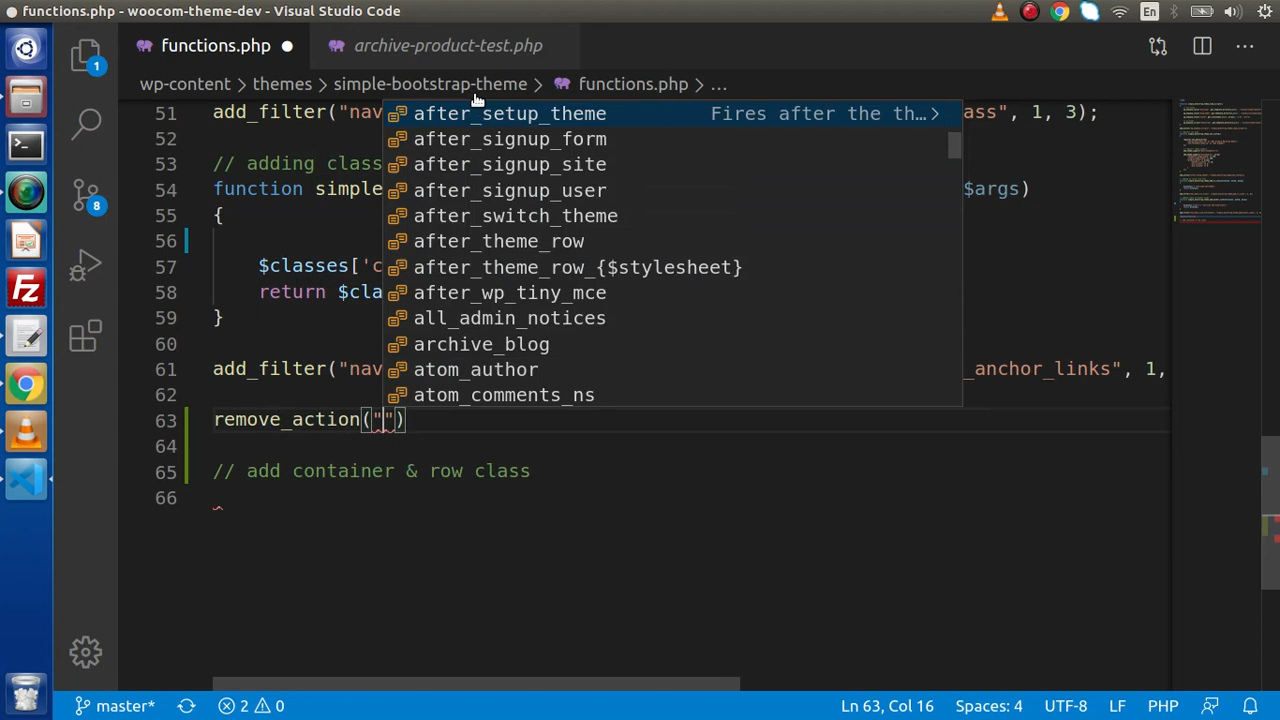 functions.php - woocom-theme-dev - Visual Studio Code
En
functions.php
archive-product-test.php
wp-content > themes > simple-bootstrap-theme > functions.php > …
1
8
51 add_filter("nav ass", 1, 3);
52
53 // adding class
54 function simple $args)
55 {
56
57 $classes['c
58 return $cla
59 }
60
61 add_filter("nav _anchor_links", 1,
62
63 remove_action("")
64
65 // add container & row class
66
after_setup_theme Fires after the th…
after_signup_form
after_signup_site
after_signup_user
after_switch_theme
after_theme_row
after_theme_row_{$stylesheet}
after_wp_tiny_mce
all_admin_notices
archive_blog
atom_author
atom_comments_ns
master* 2 0 Ln 63, Col 16 Spaces: 4 UTF-8 LF PHP